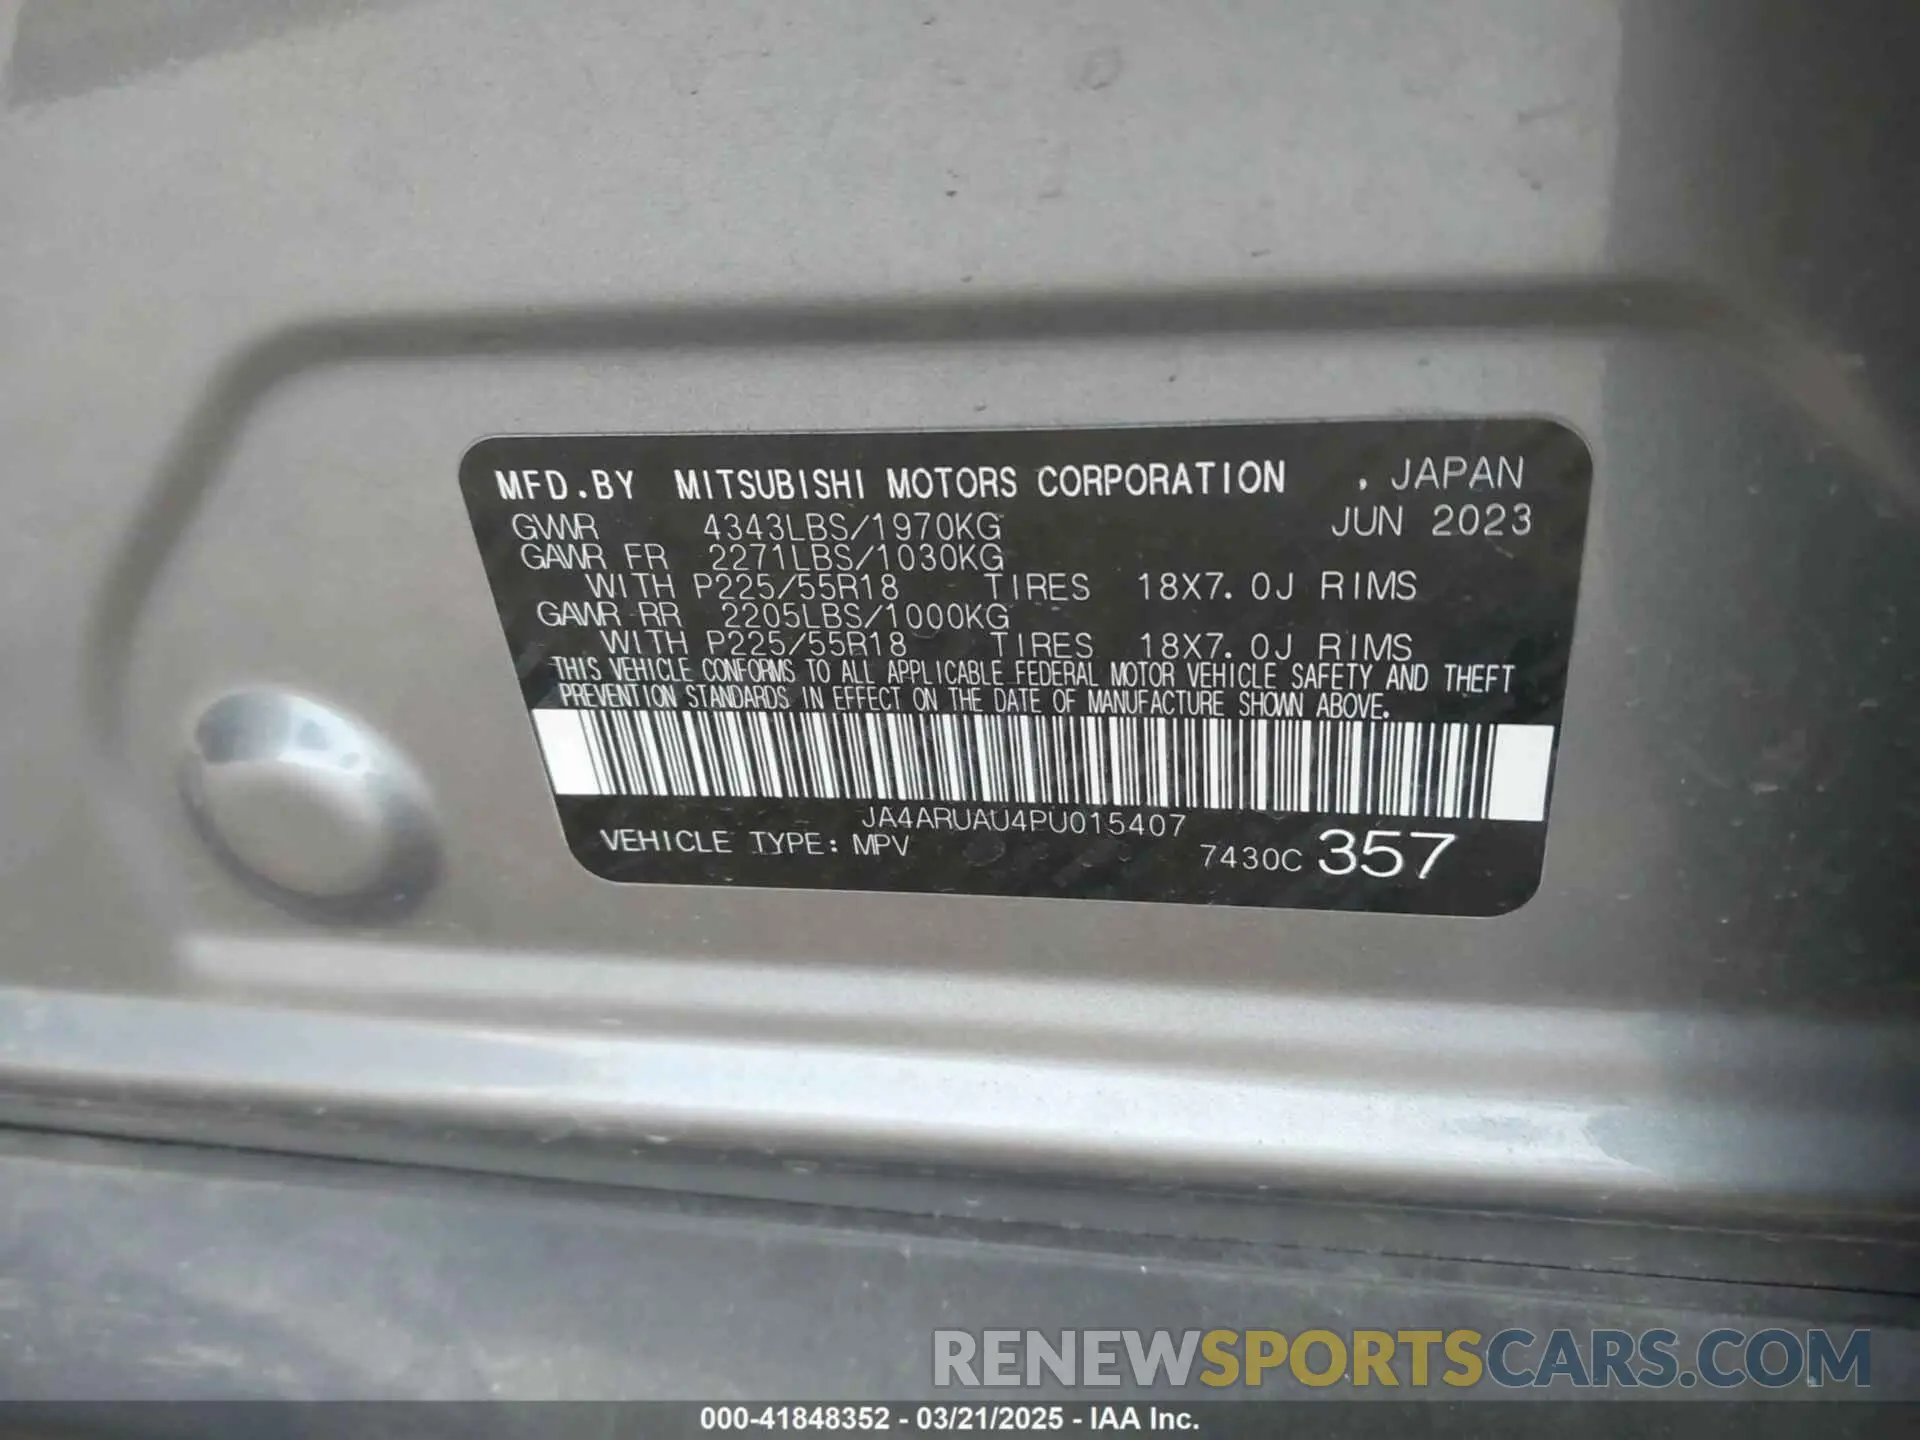 MFD.BY MITSUBISHI MOTORS CORPORATION , JAPAN
GVWR 4343LBS/1970KG JUN 2023
GAWR FR 2271LBS/1030KG
WITH P225/55R18 TIRES 18X7.0J RIMS
GAWR RR 2205LBS/1000KG
WITH P225/55R18 TIRES 18X7.0J RIMS
THIS VEHICLE CONFORMS TO ALL APPLICABLE FEDERAL MOTOR VEHICLE SAFETY AND THEFT
PREVENTION STANDARDS IN EFFECT ON THE DATE OF MANUFACTURE SHOWN ABOVE.
JA4ARUAU4PU015407
VEHICLE TYPE: MPV 7430C 357
RENEWSPORTSCARS.COM
000-41848352 - 03/21/2025 - IAA Inc.